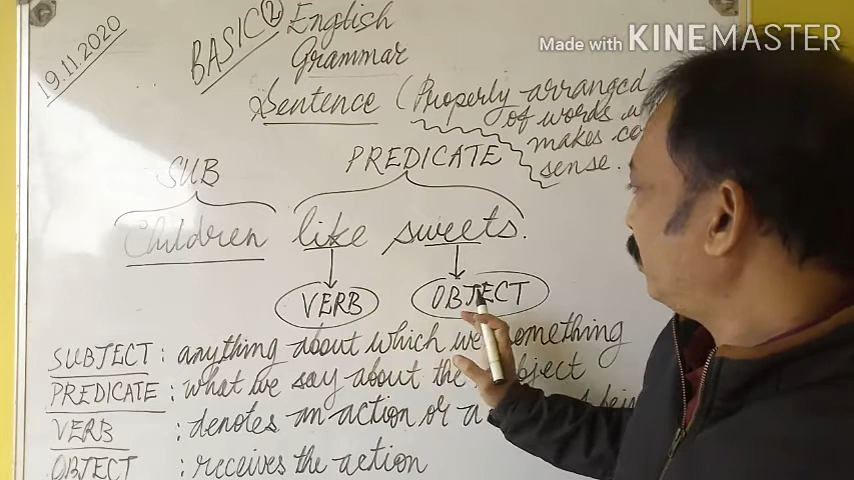 Made with KINEMASTER
19.11.2020
BASIC 2 English
Grammar
Sentence (Properly arranged
of words
makes
sense.
SUB
PREDICATE
Children like sweets.
VERB
OBJECT
SUBJECT : anything about which we something
PREDICATE : what we say about the
VERB : denotes an action or a
OBJECT : receives the action